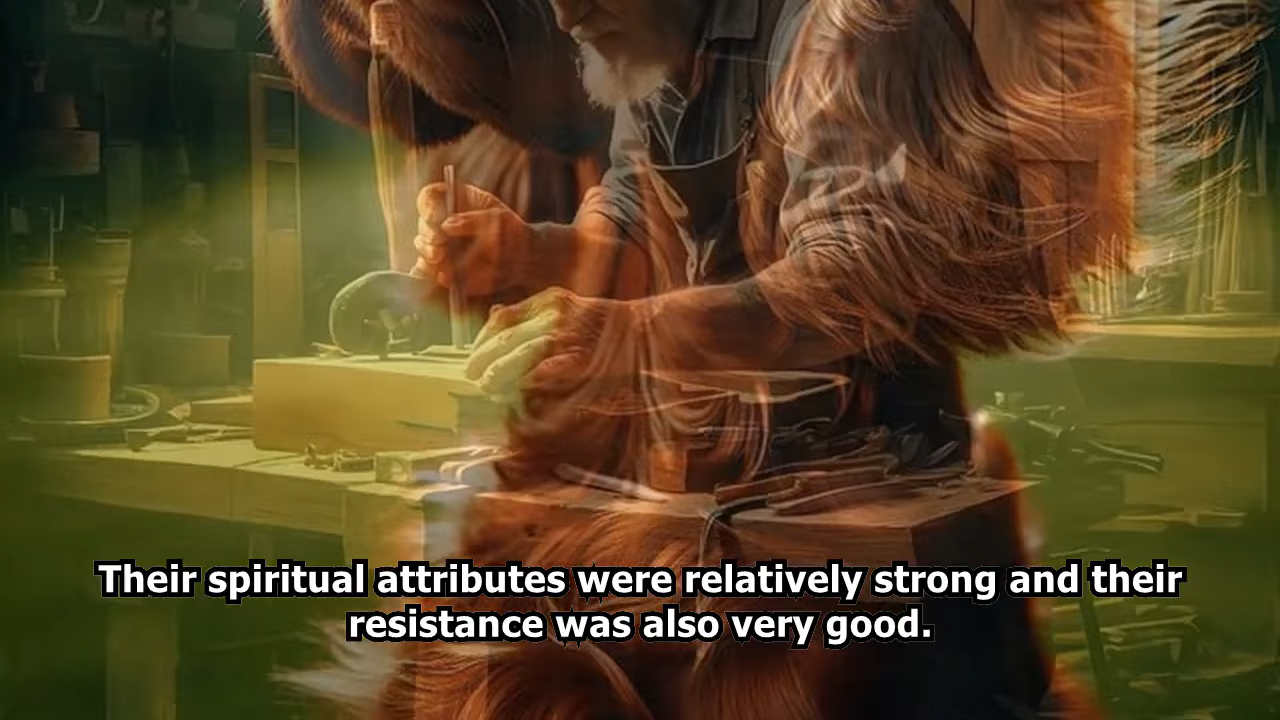 Their spiritual attributes were relatively strong and their
resistance was also very good.